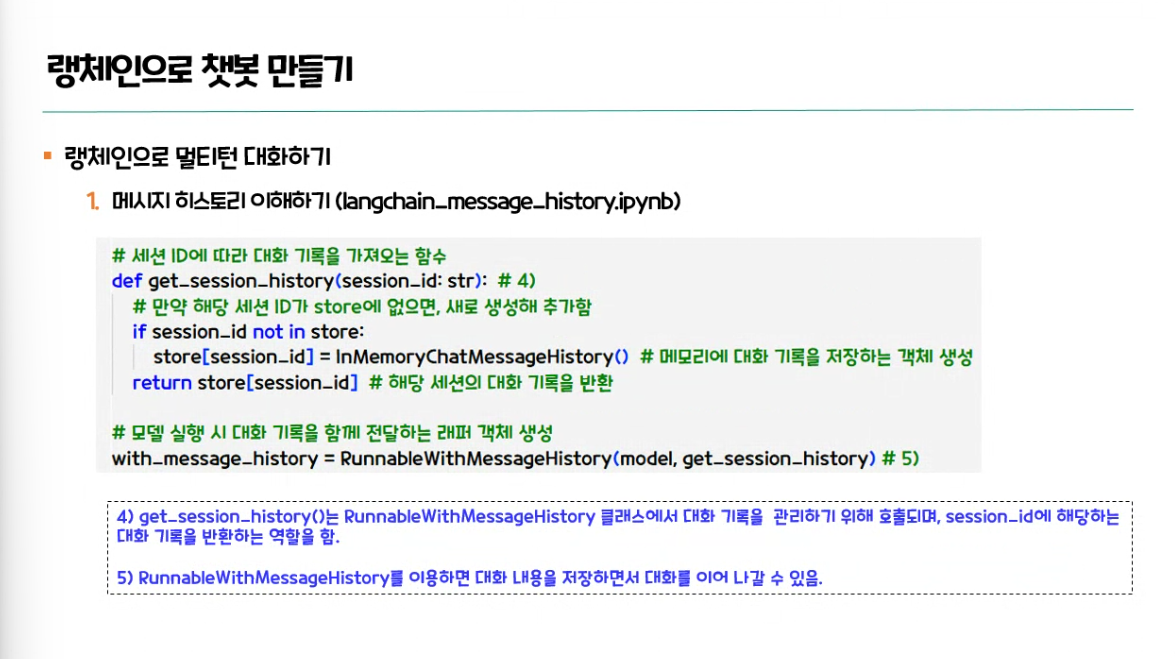 랭체인으로 챗봇 만들기
랭체인으로 멀티턴 대화하기
1. 메시지 히스토리 이해하기 (langchain_message_history.ipynb)
# 세션 ID에 따라 대화 기록을 가져오는 함수
def get_session_history(session_id: str): # 4)
# 만약 해당 세션 ID가 store에 없으면, 새로 생성해 추가함
if session_id not in store:
store[session_id] = InMemoryChatMessageHistory() # 메모리에 대화 기록을 저장하는 객체 생성
return store[session_id] # 해당 세션의 대화 기록을 반환
# 모델 실행 시 대화 기록을 함께 전달하는 래퍼 객체 생성
with_message_history = RunnableWithMessageHistory(model, get_session_history) # 5)
4) get_session_history()는 RunnableWithMessageHistory 클래스에서 대화 기록을 관리하기 위해 호출되며, session_id에 해당하는
대화 기록을 반환하는 역할을 함.
5) RunnableWithMessageHistory를 이용하면 대화 내용을 저장하면서 대화를 이어 나갈 수 있음.